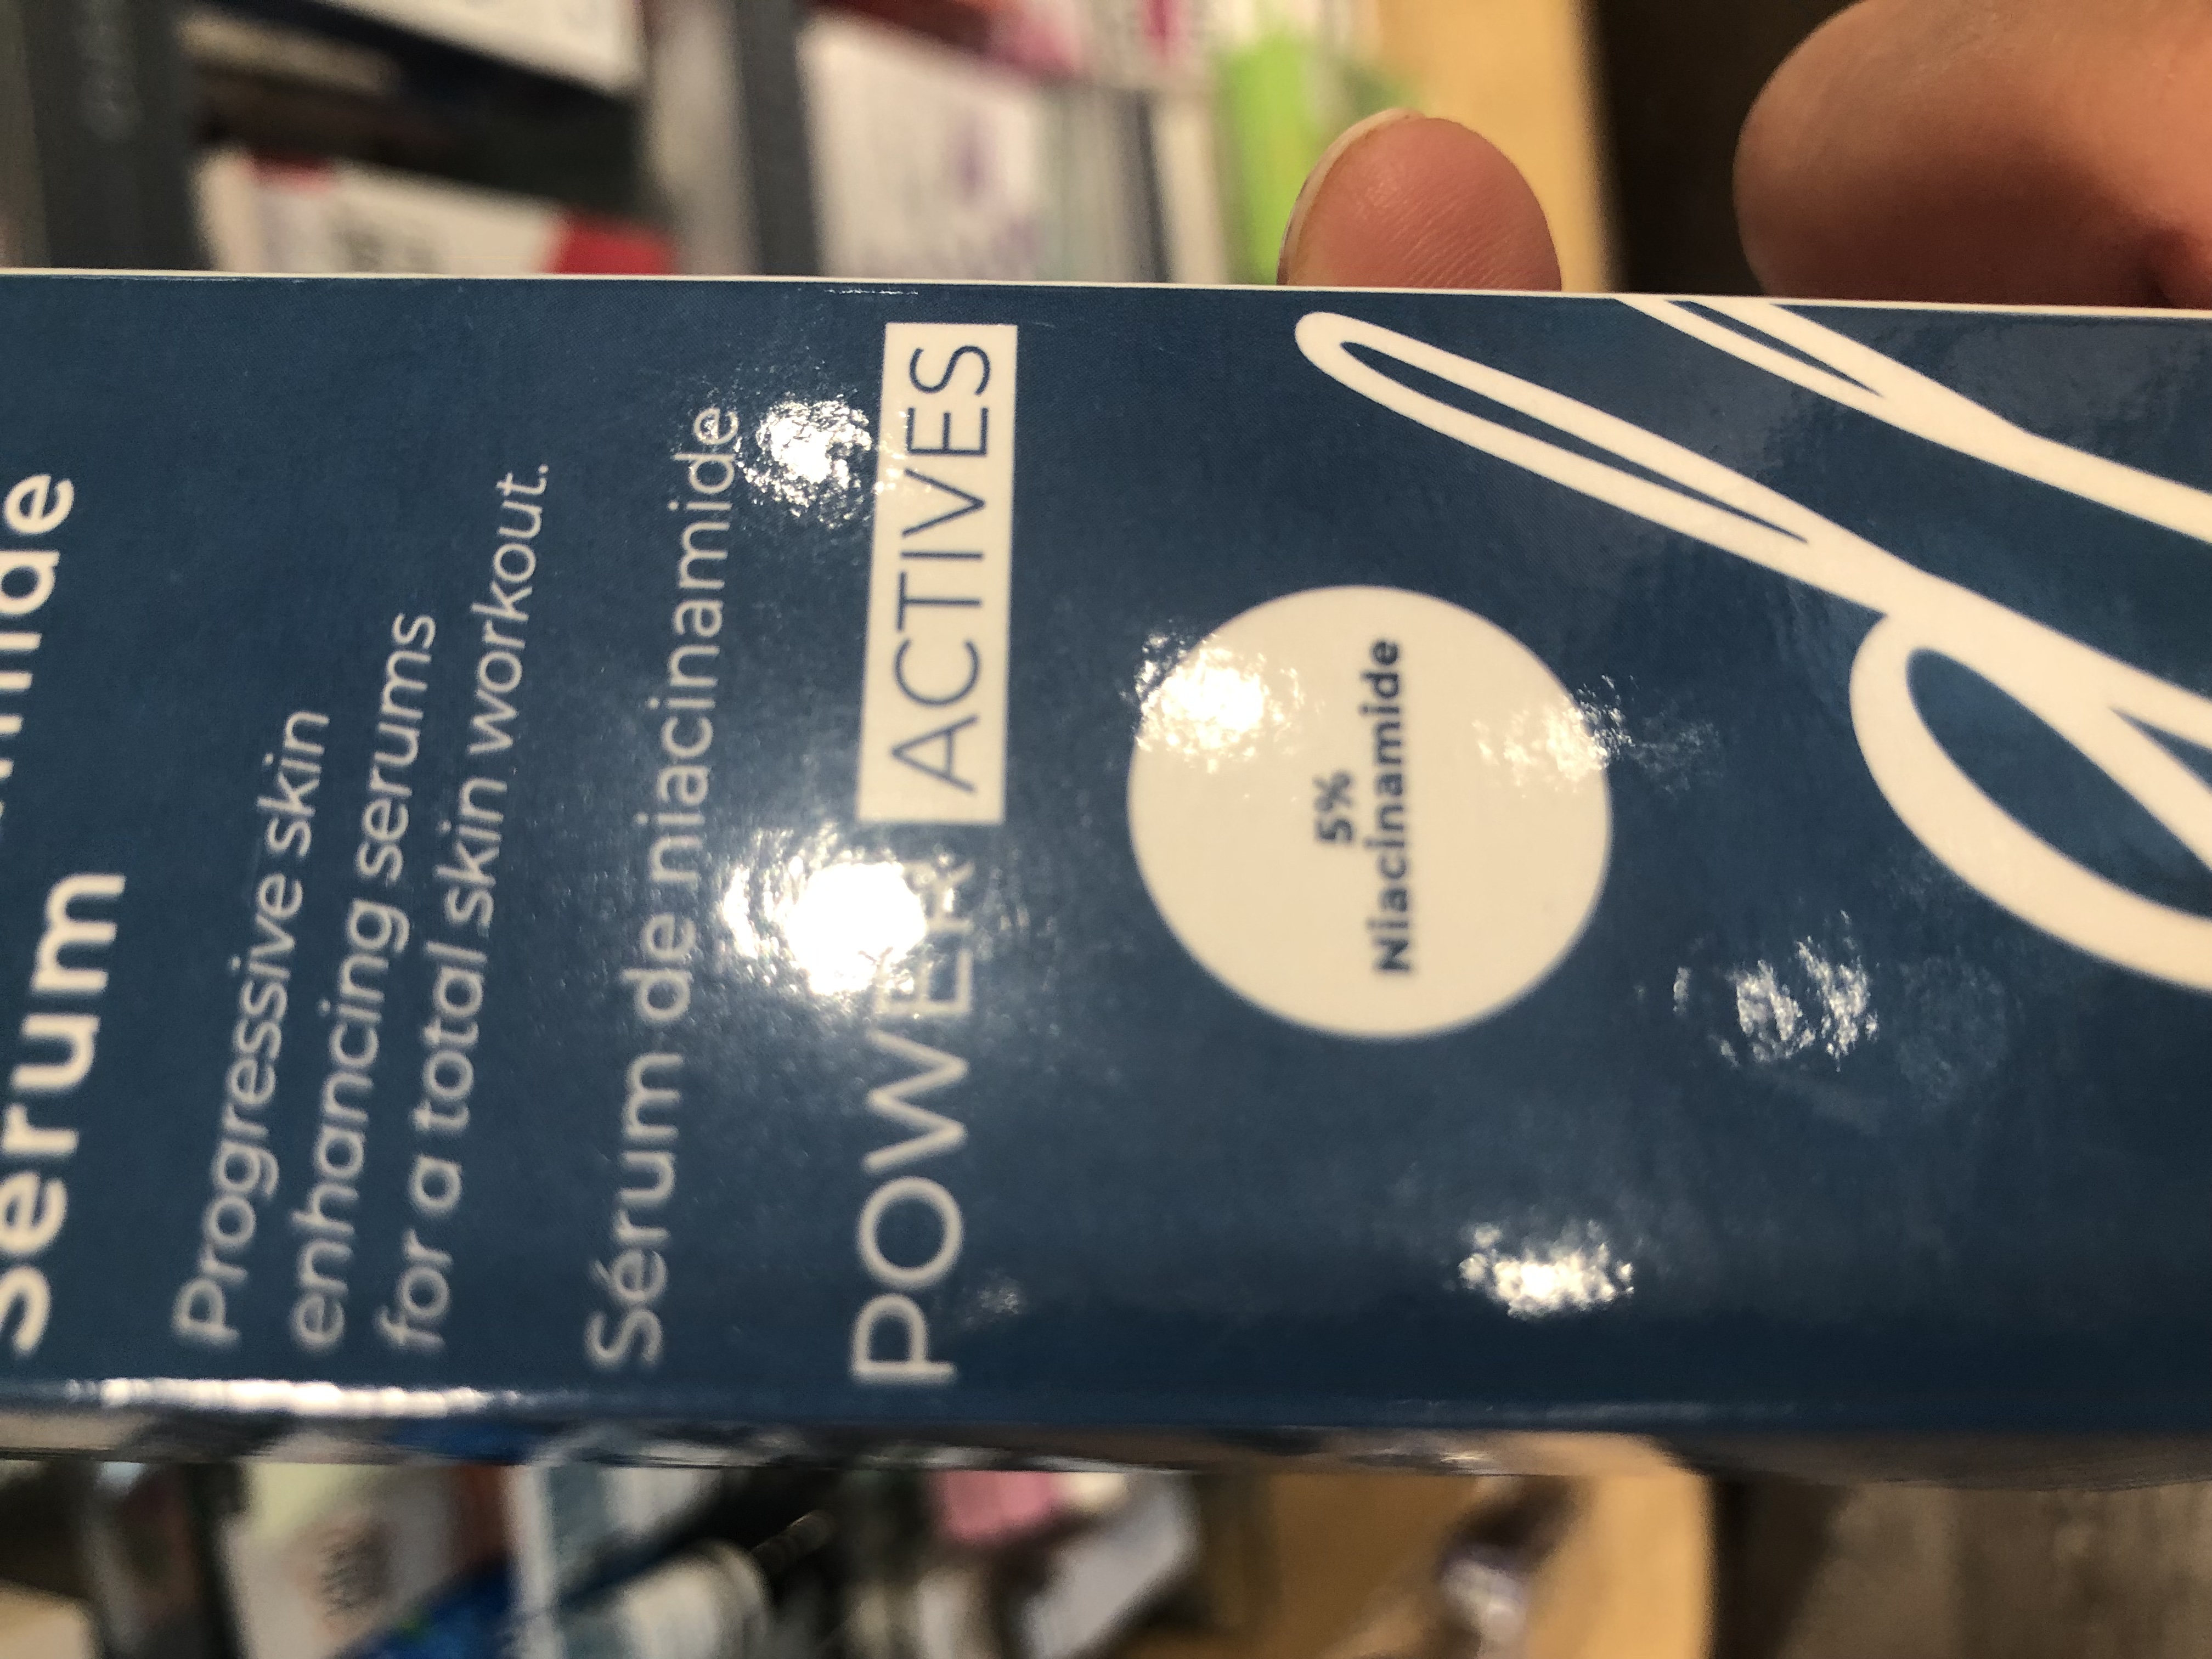 Serum
Progressive skin
enhancing serums
for a total skin workout.
Sérum de niacinamide
POWER ACTIVES
5%
Niacinamide